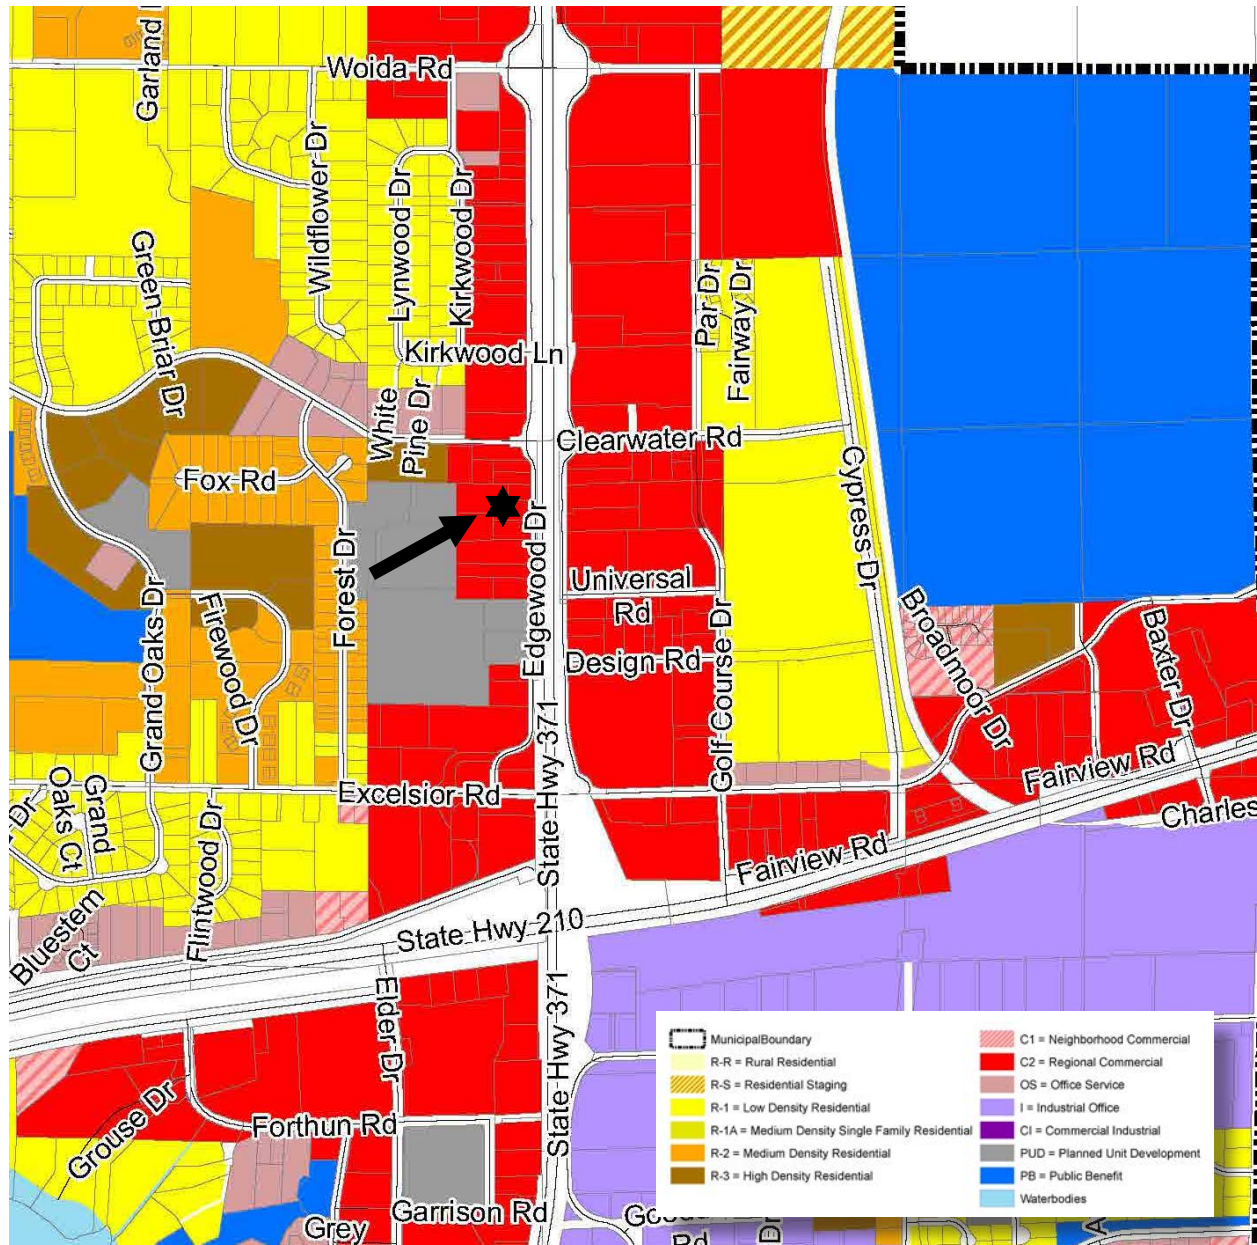 Garland
Woida Rd
Wildflower Dr
Lynwood Dr
Kirkwood Dr
Green Briar Dr
Par Dr
Fairway Dr
Kirkwood Ln
White
Pine Dr
Clearwater Rd
Fox Rd
Cypress Dr
Forest Dr
Edgewood Dr
Universal
Rd
Grand Oaks Dr
Firewood Dr
Design Rd
Golf Course Dr
Broadmoor Dr
Baxter Dr
State Hwy 371
Excelsior Rd
Fairview Rd
Dr
Grand
Oaks Ct
Flintwood Dr
Charles
Fairview Rd
Bluestem
Ct
State Hwy 210
Elder Dr
State Hwy 371
Grouse Dr
Forthun Rd
Garrison Rd
Grey
Rd
Dr
MunicipalBoundary
R-R = Rural Residential
R-S = Residential Staging
R-1 = Low Density Residential
R-1A = Medium Density Single Family Residential
R-2 = Medium Density Residential
R-3 = High Density Residential
C1 = Neighborhood Commercial
C2 = Regional Commercial
OS = Office Service
I = Industrial Office
CI = Commercial Industrial
PUD = Planned Unit Development
PB = Public Benefit
Waterbodies